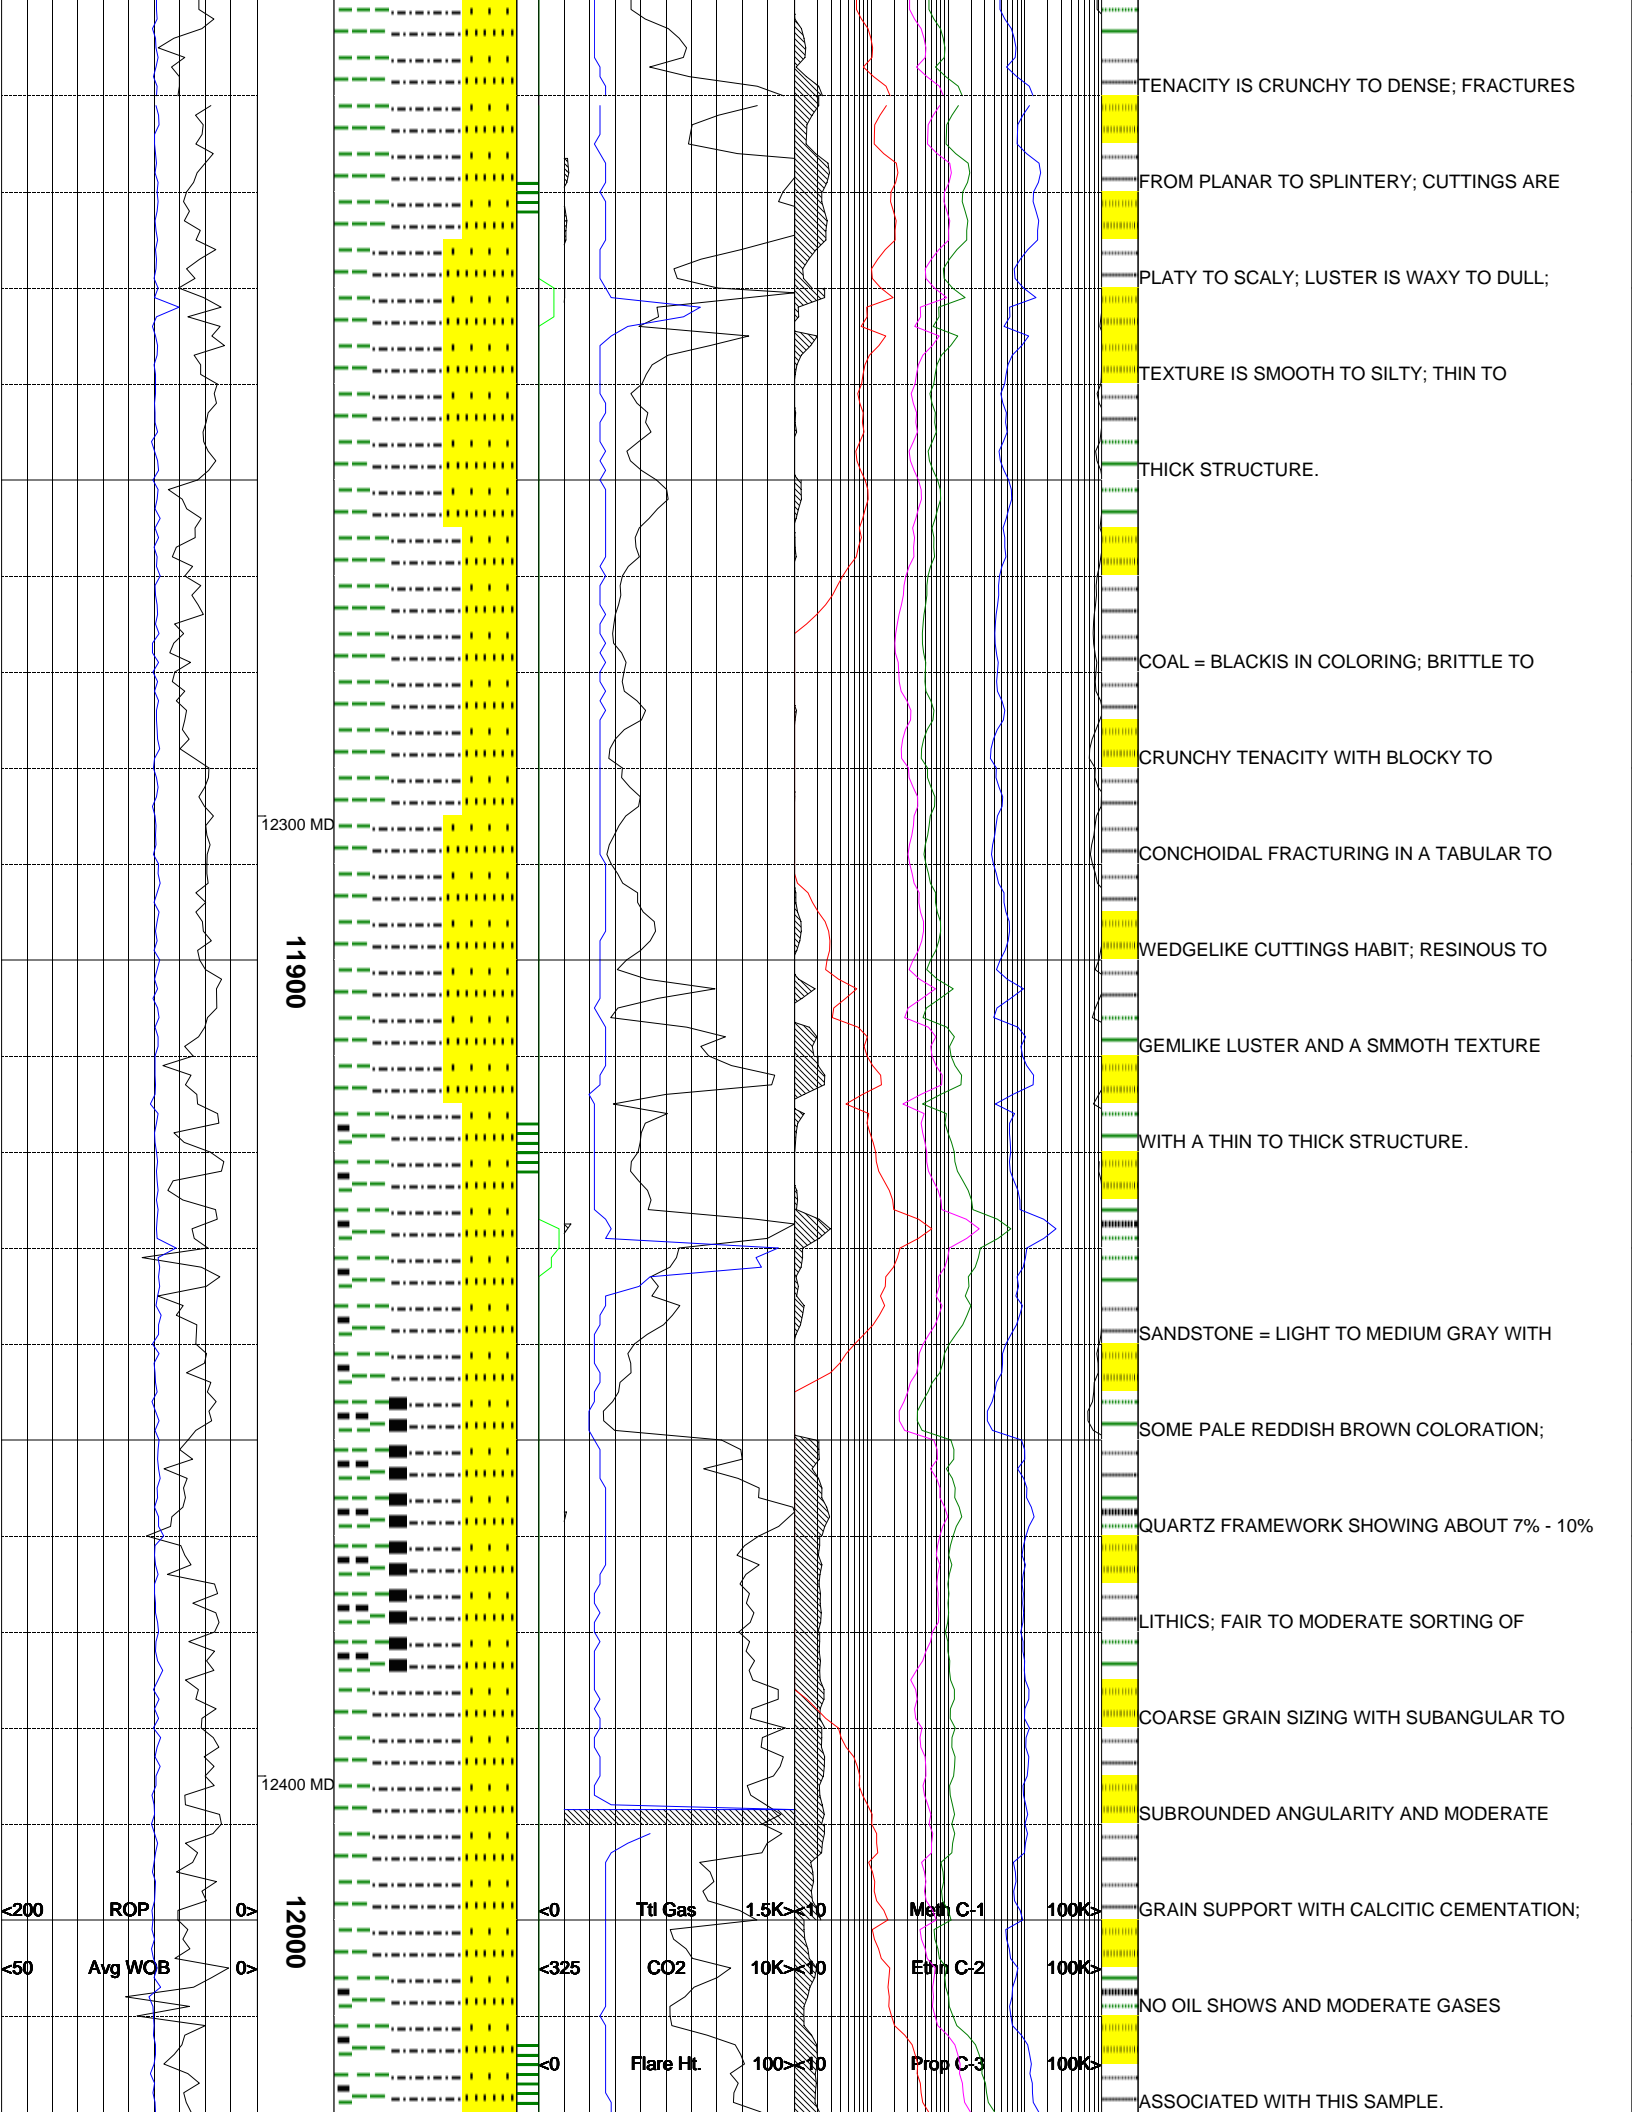 TENACITY IS CRUNCHY TO DENSE; FRACTURES
FROM PLANAR TO SPLINTERY; CUTTINGS ARE
PLATY TO SCALY; LUSTER IS WAXY TO DULL;
TEXTURE IS SMOOTH TO SILTY; THIN TO
THICK STRUCTURE.
COAL = BLACKIS IN COLORING; BRITTLE TO
CRUNCHY TENACITY WITH BLOCKY TO
12300 MD
CONCHOIDAL FRACTURING IN A TABULAR TO
11900
WEDGELIKE CUTTINGS HABIT; RESINOUS TO
GEMLIKE LUSTER AND A SMMOTH TEXTURE
WITH A THIN TO THICK STRUCTURE.
SANDSTONE = LIGHT TO MEDIUM GRAY WITH
SOME PALE REDDISH BROWN COLORATION;
QUARTZ FRAMEWORK SHOWING ABOUT 7% - 10%
LITHICS; FAIR TO MODERATE SORTING OF
COARSE GRAIN SIZING WITH SUBANGULAR TO
12400 MD
SUBROUNDED ANGULARITY AND MODERATE
<200 ROP 0> <0 Ttl Gas 1.5K> <10 Meth C-1 100K>
GRAIN SUPPORT WITH CALCITIC CEMENTATION;
12000
<50 Avg WOB 0> <325 CO2 10K> <10 Ethn C-2 100K>
NO OIL SHOWS AND MODERATE GASES
<0 Flare Ht. 100> <10 Prop C-3 100K>
ASSOCIATED WITH THIS SAMPLE.